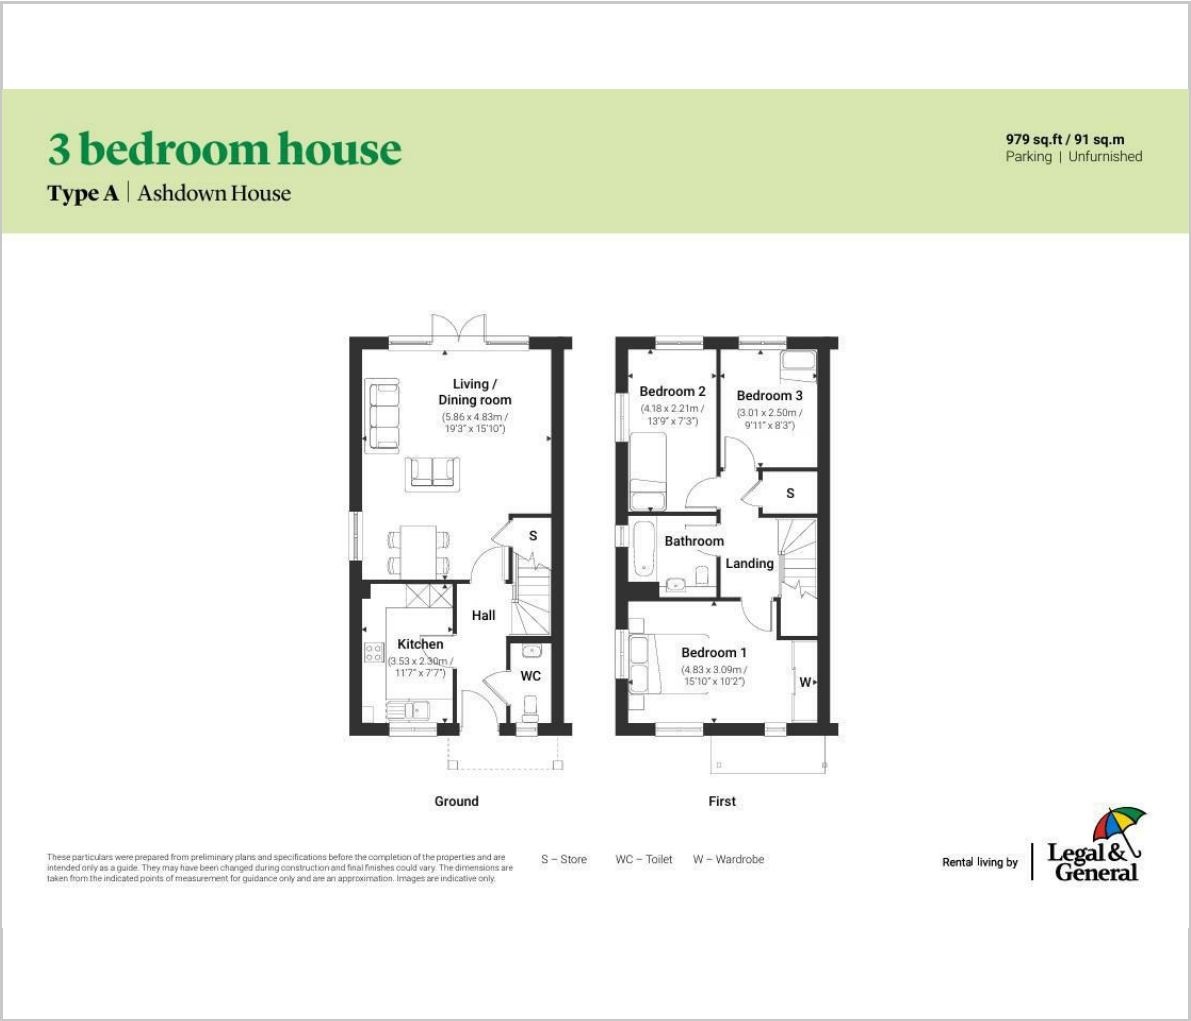 3 bedroom house
Type A | Ashdown House
979 sq.ft / 91 sq.m
Parking | Unfurnished
Living /
Dining room
(5.86 x 4.83m /
19'3" x 15'10")
S
Hall
Kitchen
(3.53 x 2.30m /
11'7" x 7'7")
WC
Ground
Bedroom 2
(4.18 x 2.21m /
13'9" x 7'3")
Bedroom 3
(3.01 x 2.50m /
9'11" x 8'3")
S
Bathroom
Landing
Bedroom 1
(4.83 x 3.09m /
15'10" x 10'2")
W
First
These particulars were prepared from preliminary plans and specifications before the completion of the properties and are
intended only as a guide. They may have been changed during construction and final finishes could vary. The dimensions are
taken from the indicated points of measurement for guidance only and are an approximation. Images are indicative only.
S – Store WC – Toilet W – Wardrobe
Rental living by
Legal &
General